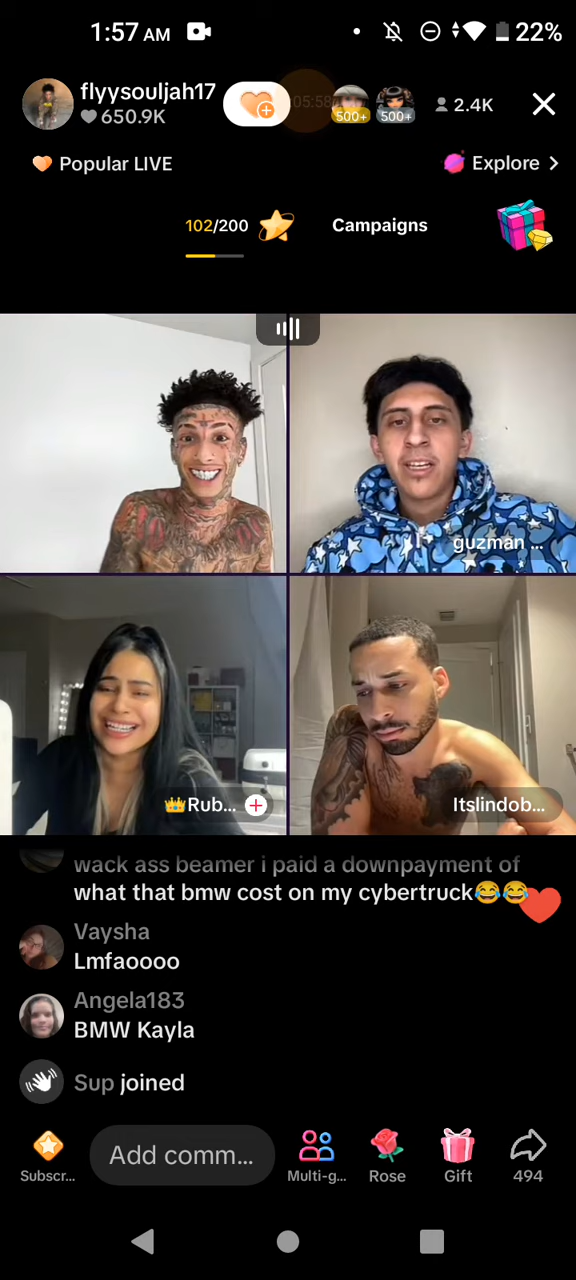 1:57 AM
22%
flyysouljah17
650.9K
05:58
500+
500+
2.4K
Popular LIVE
Explore
102/200
Campaigns
guzman ...
Rub...
Itslindob...
wack ass beamer i paid a downpayment of
what that bmw cost on my cybertruck😂😂
Vaysha
Lmfaoooo
Angela183
BMW Kayla
Sup joined
Add comm...
Subscr...
Multi-g...
Rose
Gift
494